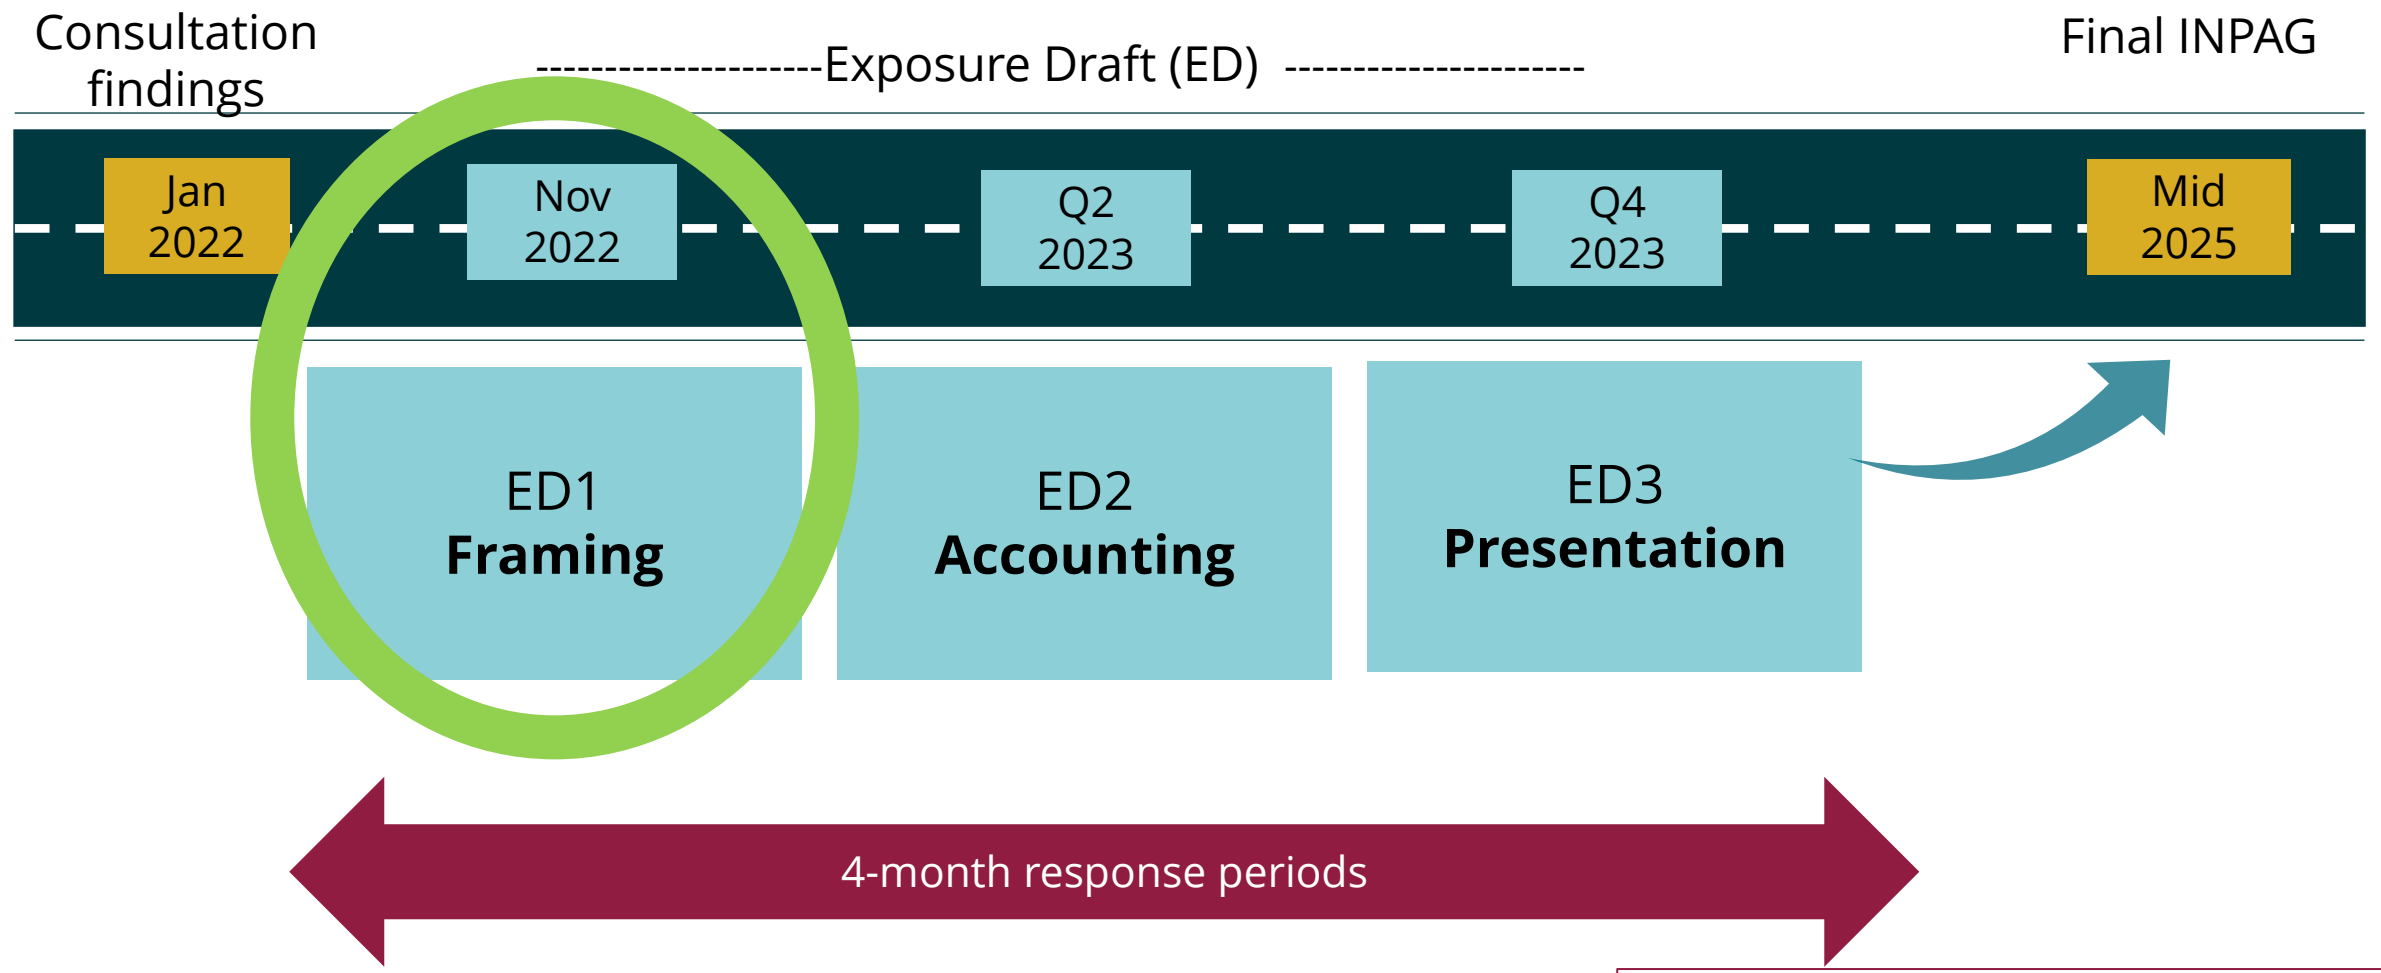 Consultation
findings
----------------------Exposure Draft (ED) -----------------------
Final INPAG
Jan
2022
Nov
2022
Q2
2023
Q4
2023
Mid
2025
ED1
Framing
ED2
Accounting
ED3
Presentation
4-month response periods